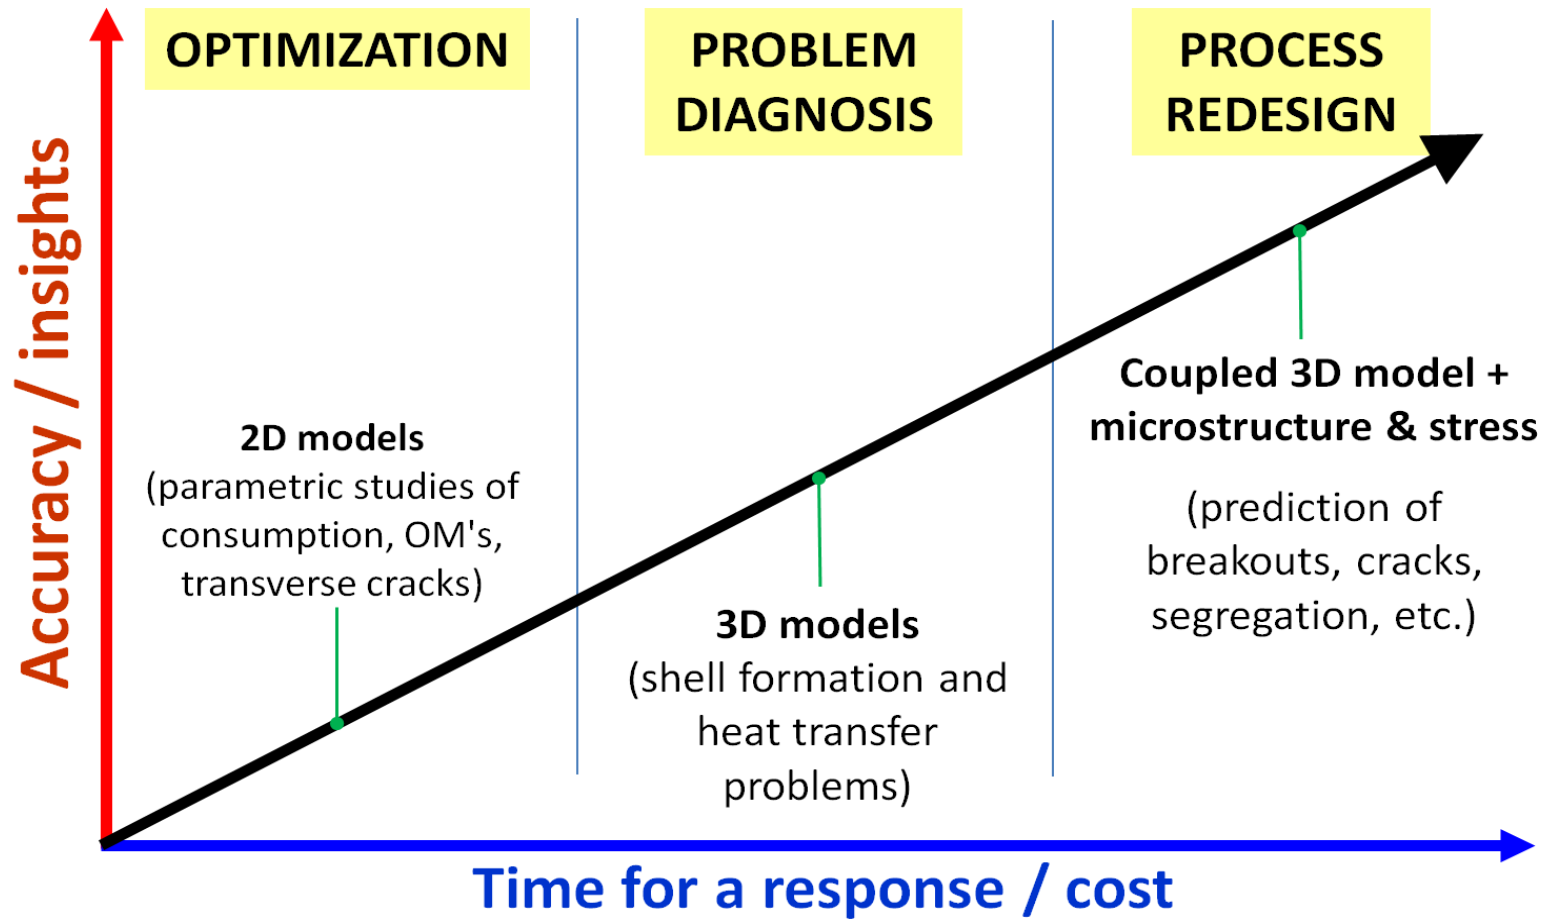 OPTIMIZATION
PROBLEM
DIAGNOSIS
PROCESS
REDESIGN
Accuracy / insights
2D models
(parametric studies of
consumption, OM's,
transverse cracks)
3D models
(shell formation and
heat transfer
problems)
Coupled 3D model +
microstructure & stress
(prediction of
breakouts, cracks,
segregation, etc.)
Time for a response / cost